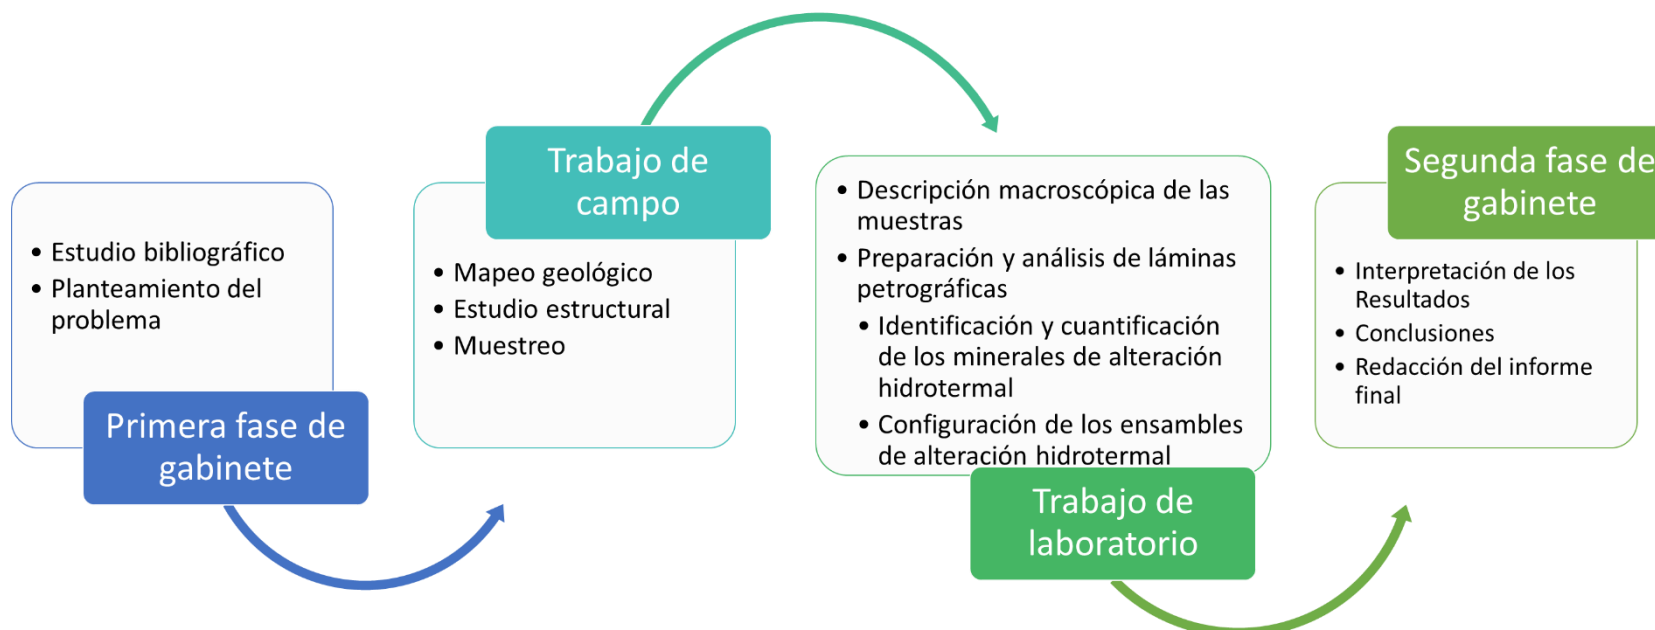 • Estudio bibliográfico
• Planteamiento del
problema
Primera fase de
gabinete
Trabajo de
campo
• Mapeo geológico
• Estudio estructural
• Muestreo
• Descripción macroscópica de las
muestras
• Preparación y análisis de láminas
petrográficas
• Identificación y cuantificación
de los minerales de alteración
hidrotermal
• Configuración de los ensambles
de alteración hidrotermal
Trabajo de
laboratorio
Segunda fase de
gabinete
• Interpretación de los
Resultados
• Conclusiones
• Redacción del informe
final